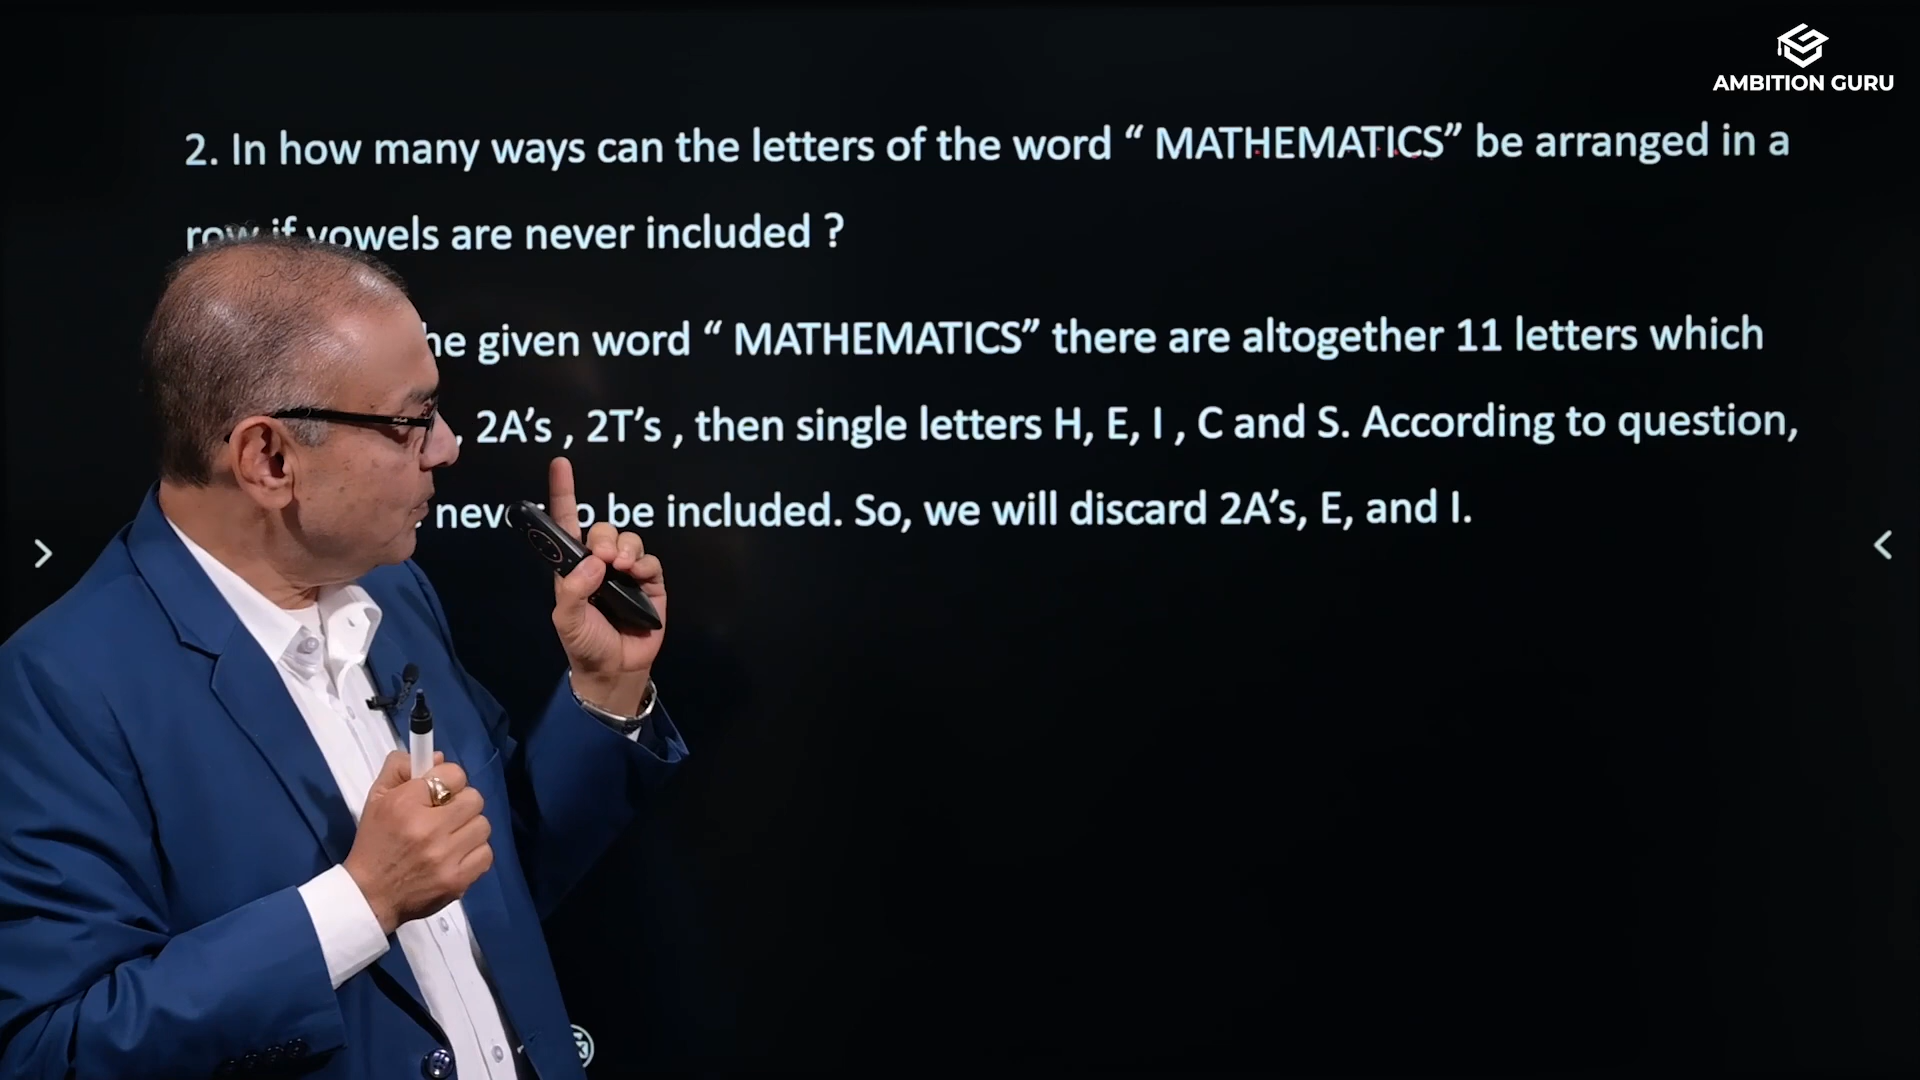 AMBITION GURU
2. In how many ways can the letters of the word “ MATHEMATICS” be arranged in a
row if vowels are never included ?
he given word “ MATHEMATICS” there are altogether 11 letters which
, 2A’s , 2T’s , then single letters H, E, I , C and S. According to question,
be included. So, we will discard 2A’s, E, and I.